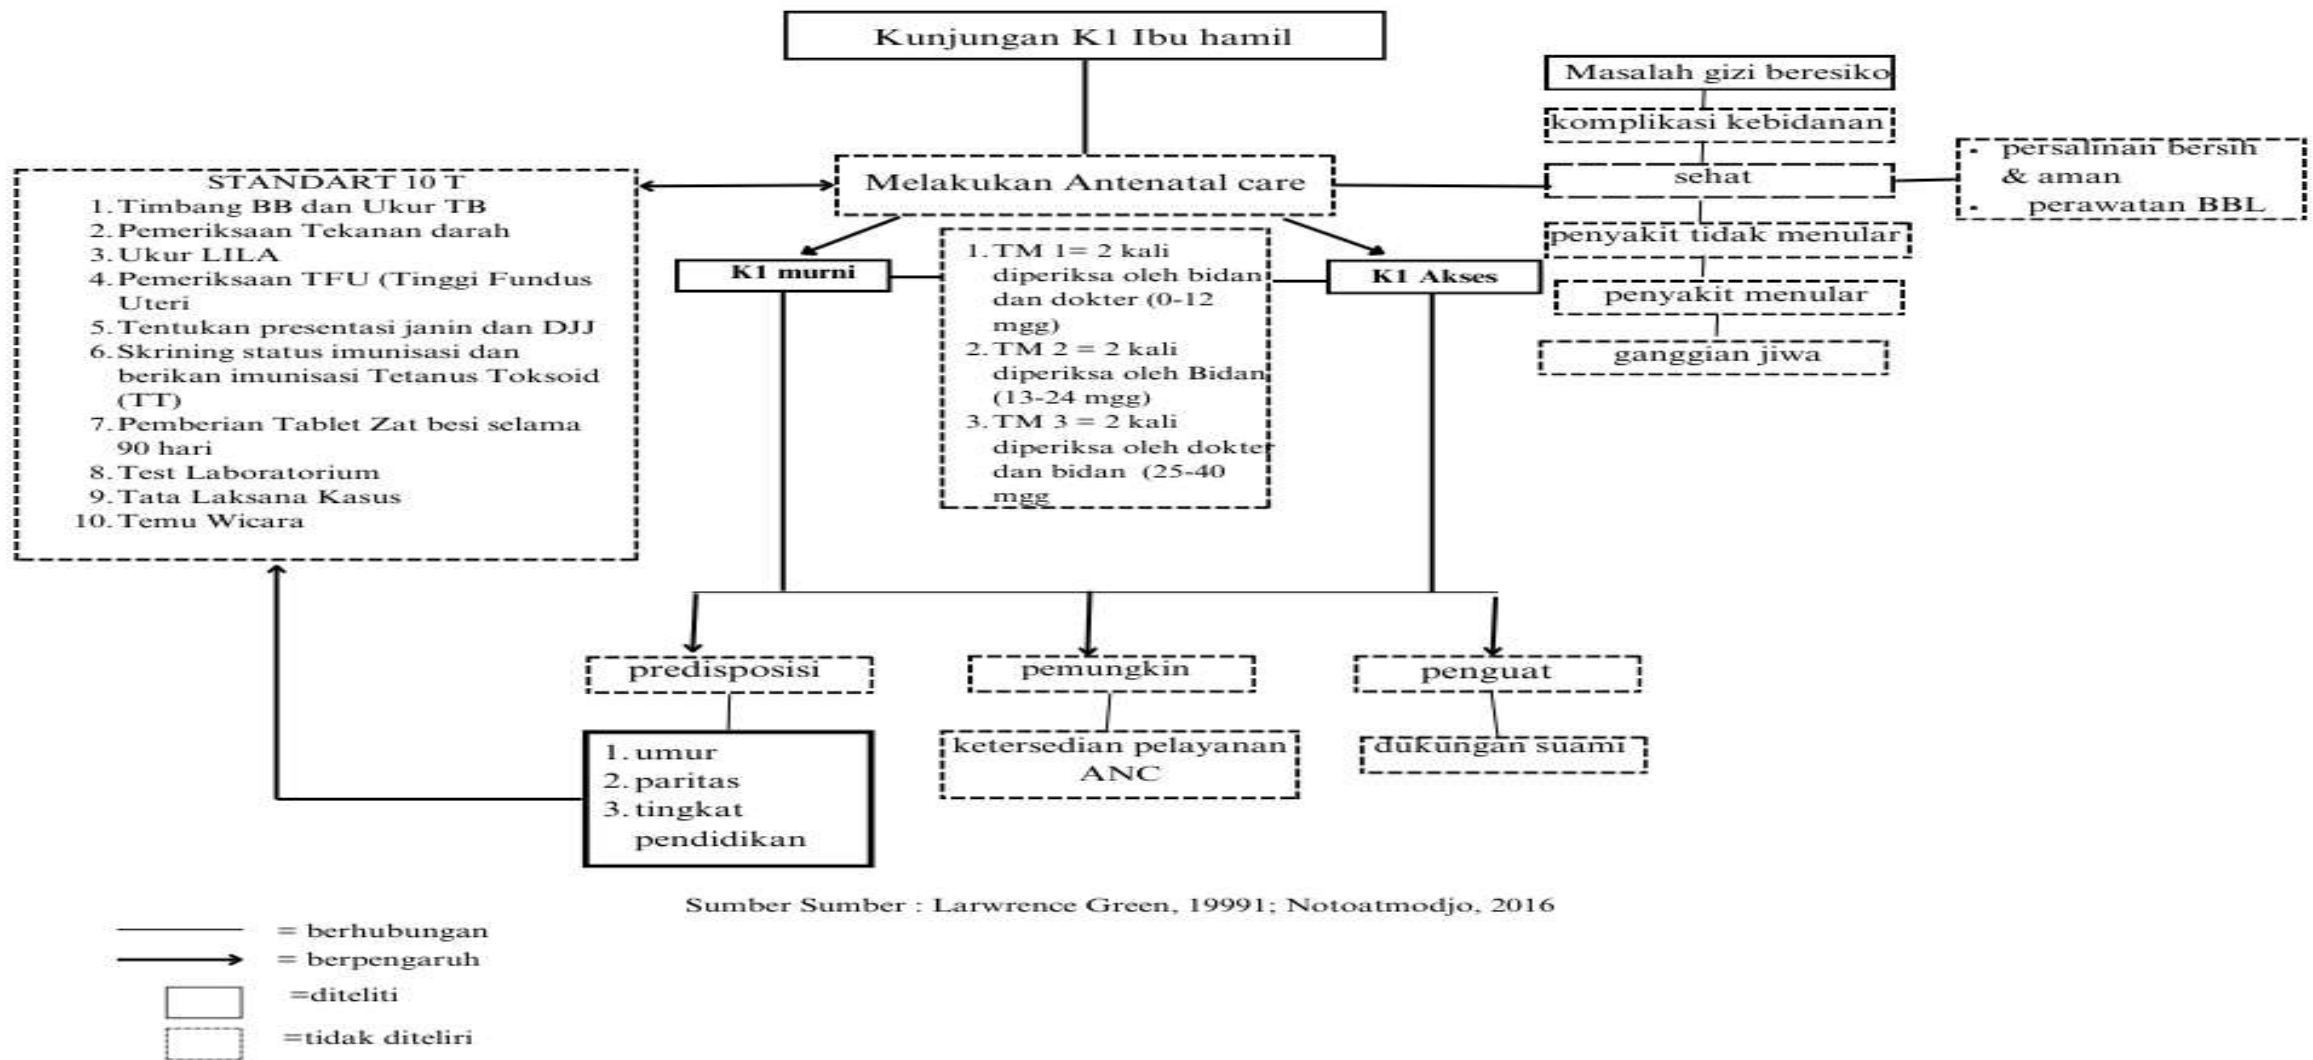 Kunjungan K1 Ibu hamil
Masalah gizi beresiko
komplikasi kebidanan
sehat
penyakit tidak menular
penyakit menular
ganggian jiwa
• persalinan bersih
& aman
• perawatan BBL
Melakukan Antenatal care
STANDART 10 T
1. Timbang BB dan Ukur TB
2. Pemeriksaan Tekanan darah
3. Ukur LILA
4. Pemeriksaan TFU (Tinggi Fundus
Uteri
5. Tentukan presentasi janin dan DJJ
6. Skrining status imunisasi dan
berikan imunisasi Tetanus Toksoid
(TT)
7. Pemberian Tablet Zat besi selama
90 hari
8. Test Laboratorium
9. Tata Laksana Kasus
10. Temu Wicara
K1 murni
1. TM 1= 2 kali
diperiksa oleh bidan
dan dokter (0-12
mgg)
2. TM 2 = 2 kali
diperiksa oleh Bidan
(13-24 mgg)
3. TM 3 = 2 kali
diperiksa oleh dokter
dan bidan (25-40
mgg
K1 Akses
predisposisi
pemungkin
penguat
1. umur
2. paritas
3. tingkat
pendidikan
ketersedian pelayanan
ANC
dukungan suami
Sumber Sumber : Larwrence Green, 19991; Notoatmodjo, 2016
= berhubungan
= berpengaruh
=diteliti
=tidak diteliri